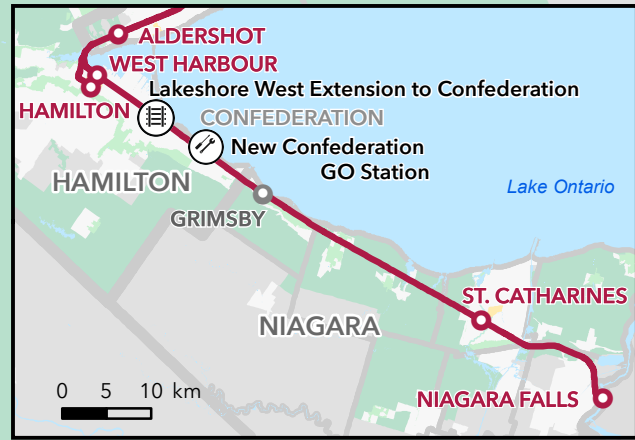 ALDERSHOT
WEST HARBOUR
Lakeshore West Extension to Confederation
HAMILTON
CONFEDERATION
New Confederation
GO Station
HAMILTON
Lake Ontario
GRIMSBY
ST. CATHARINES
NIAGARA
0 5 10 km
NIAGARA FALLS